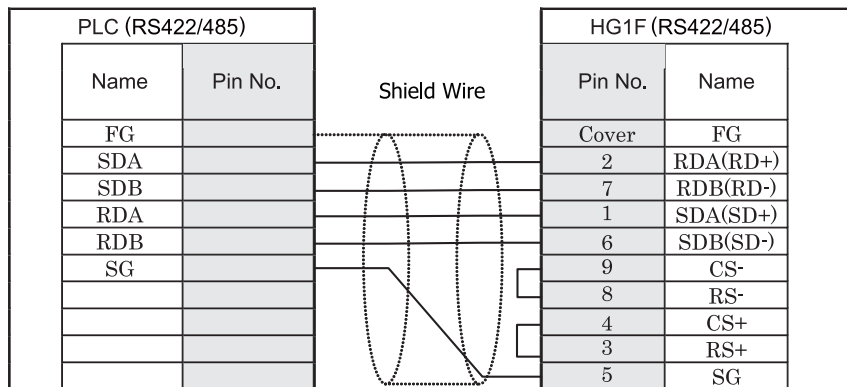 PLC (RS422/485)
HG1F (RS422/485)
Name Pin No. Shield Wire Pin No. Name
FG Cover FG
SDA 2 RDA(RD+)
SDB 7 RDB(RD-)
RDA 1 SDA(SD+)
RDB 6 SDB(SD-)
SG 9 CS-
8 RS-
4 CS+
3 RS+
5 SG